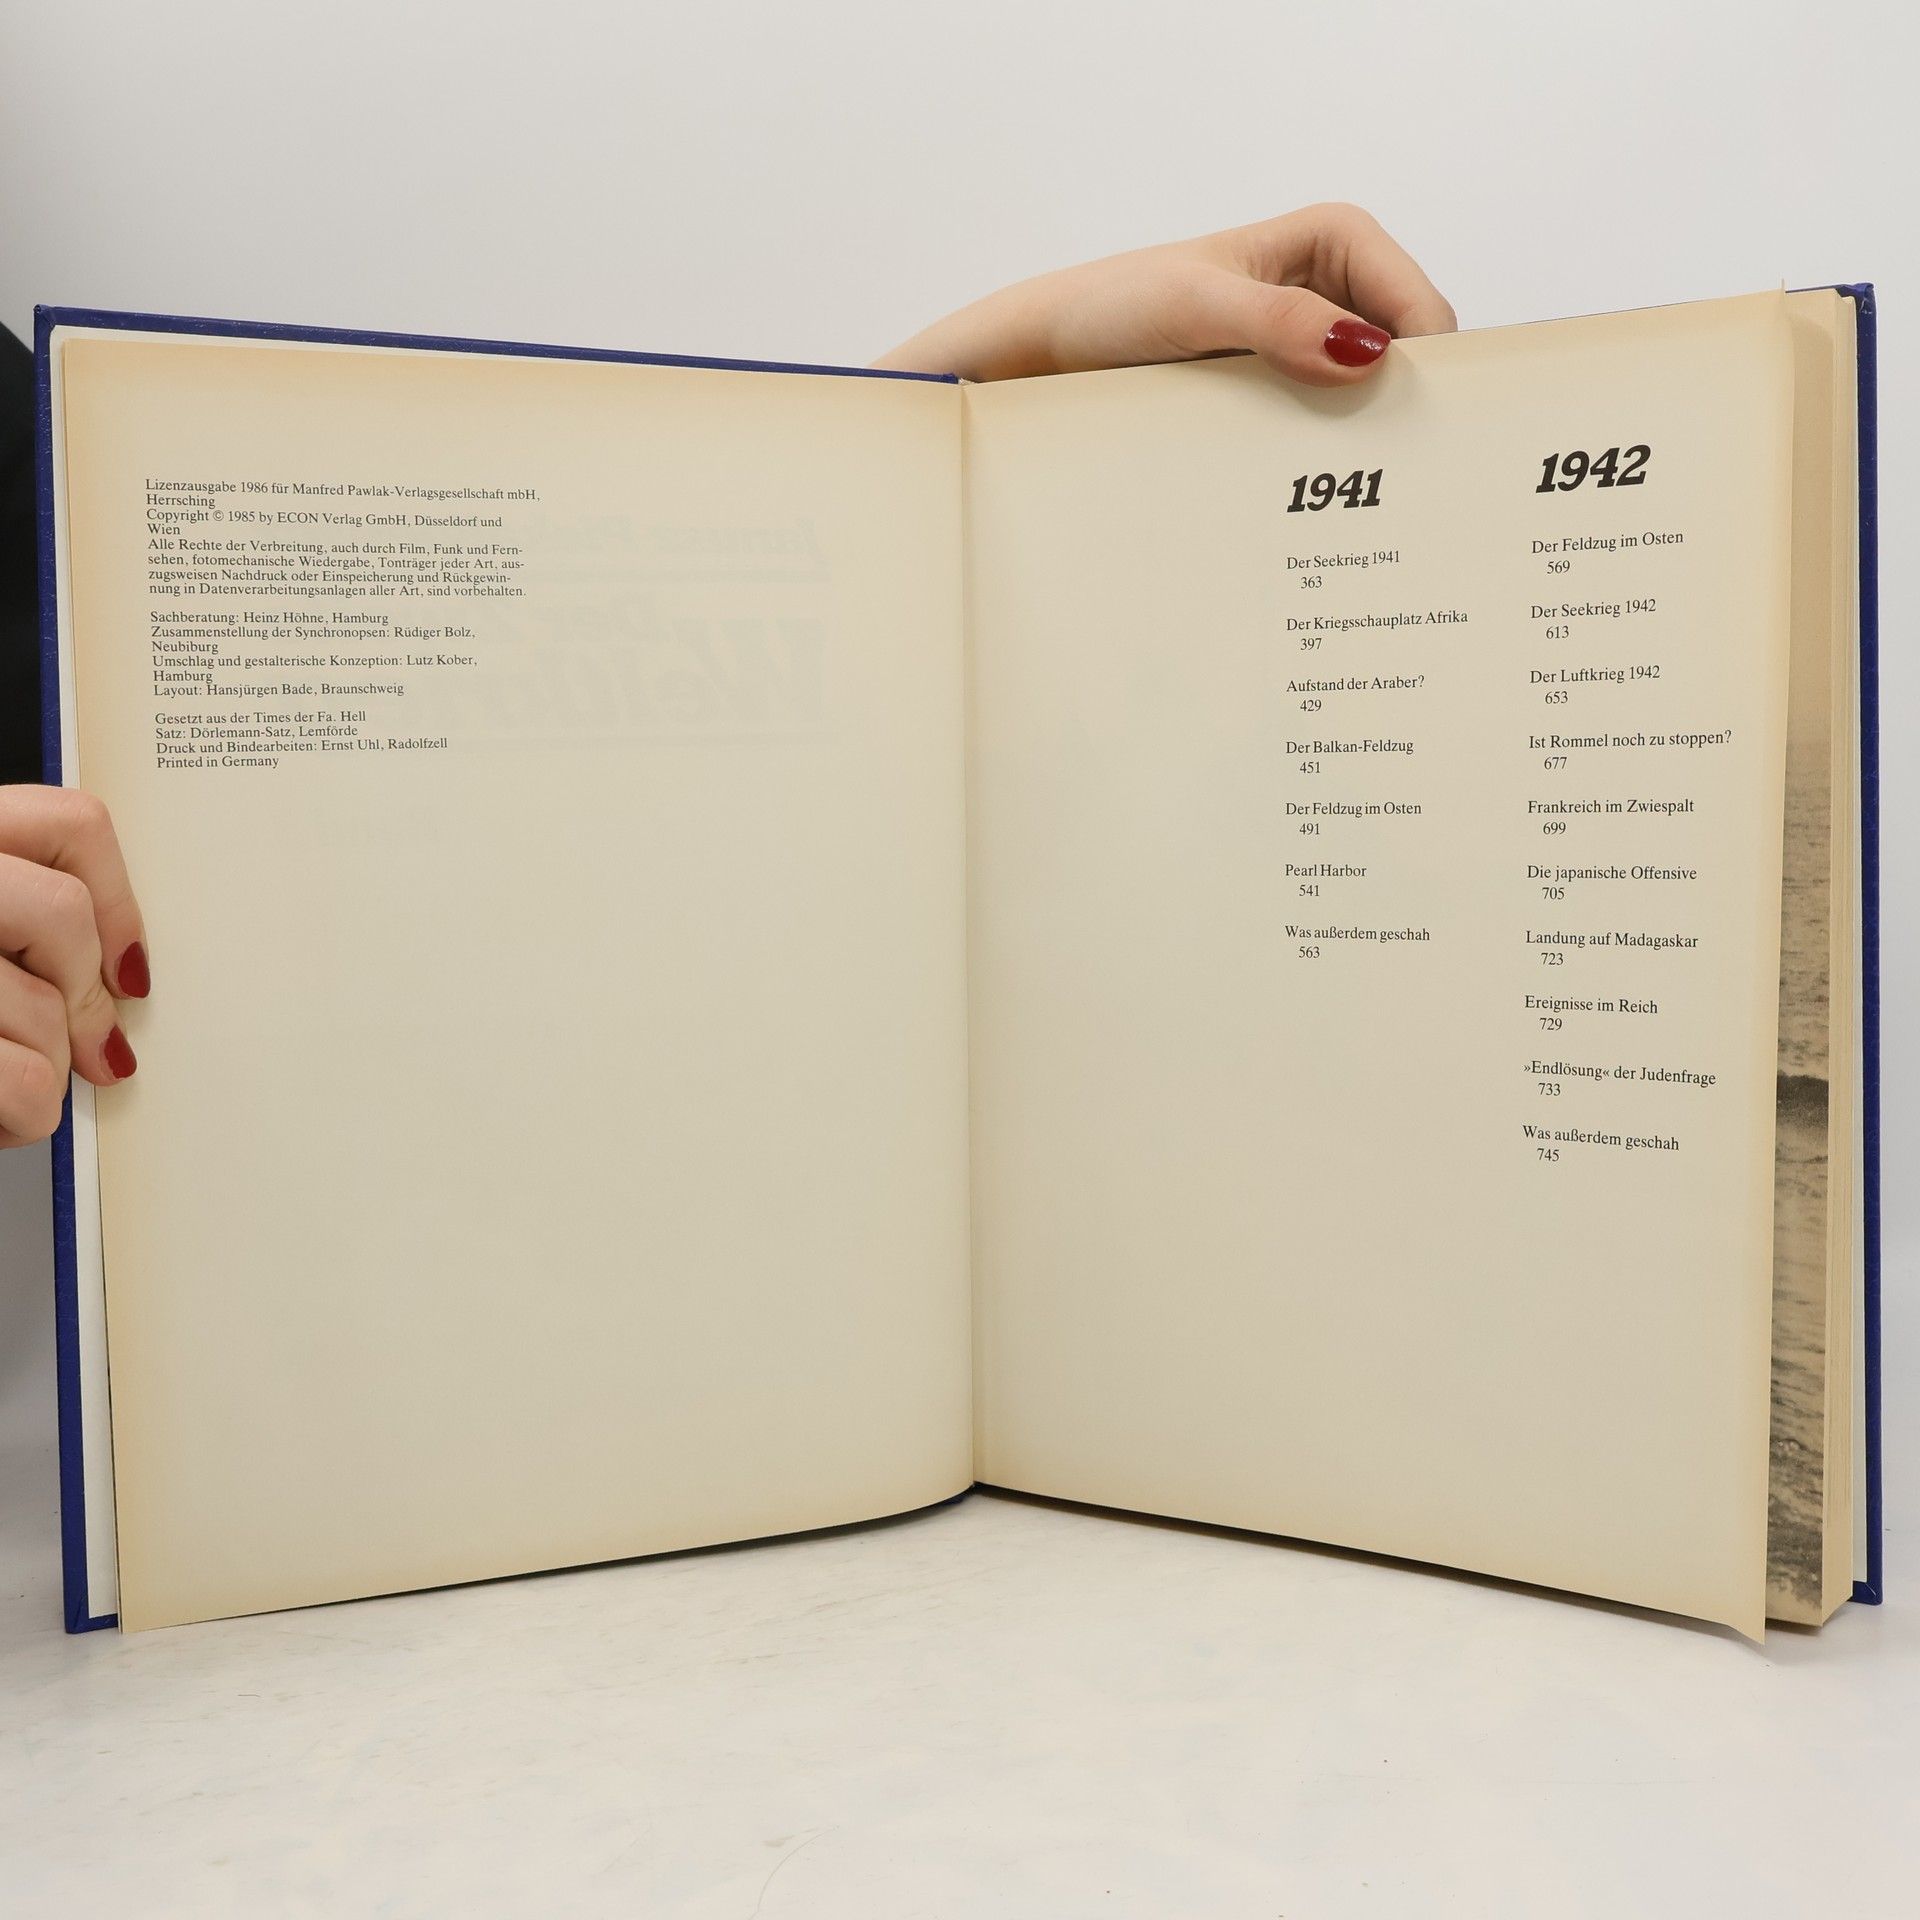 Lizenzausgabe 1986 für Manfred Pawlak-Verlagsgesellschaft mbH,
Herrsching
Copyright © 1985 by ECON Verlag GmbH, Düsseldorf und
Wien
Alle Rechte der Verbreitung, auch durch Film, Funk und Fern-
sehen, fotomechanische Wiedergabe, Tonträger jeder Art, aus-
zugsweisen Nachdruck oder Einspeicherung und Rückgewin-
nung in Datenverarbeitungsanlagen aller Art, sind vorbehalten.
Sachberatung: Heinz Höhne, Hamburg
Zusammenstellung der Synchronopsen: Rüdiger Bolz,
Neubiburg
Umschlag und gestalterische Konzeption: Lutz Kober,
Hamburg
Layout: Hansjürgen Bade, Braunschweig
Gesetzt aus der Times der Fa. Hell
Satz: Dörlemann-Satz, Lemförde
Druck und Bindearbeiten: Ernst Uhl, Radolfzell
Printed in Germany
1941
Der Seekrieg 1941
363
Der Kriegsschauplatz Afrika
397
Aufstand der Araber?
429
Der Balkan-Feldzug
451
Der Feldzug im Osten
491
Pearl Harbor
541
Was außerdem geschah
563
1942
Der Feldzug im Osten
569
Der Seekrieg 1942
613
Der Luftkrieg 1942
653
Ist Rommel noch zu stoppen?
677
Frankreich im Zwiespalt
699
Die japanische Offensive
705
Landung auf Madagaskar
723
Ereignisse im Reich
729
»Endlösung« der Judenfrage
733
Was außerdem geschah
745